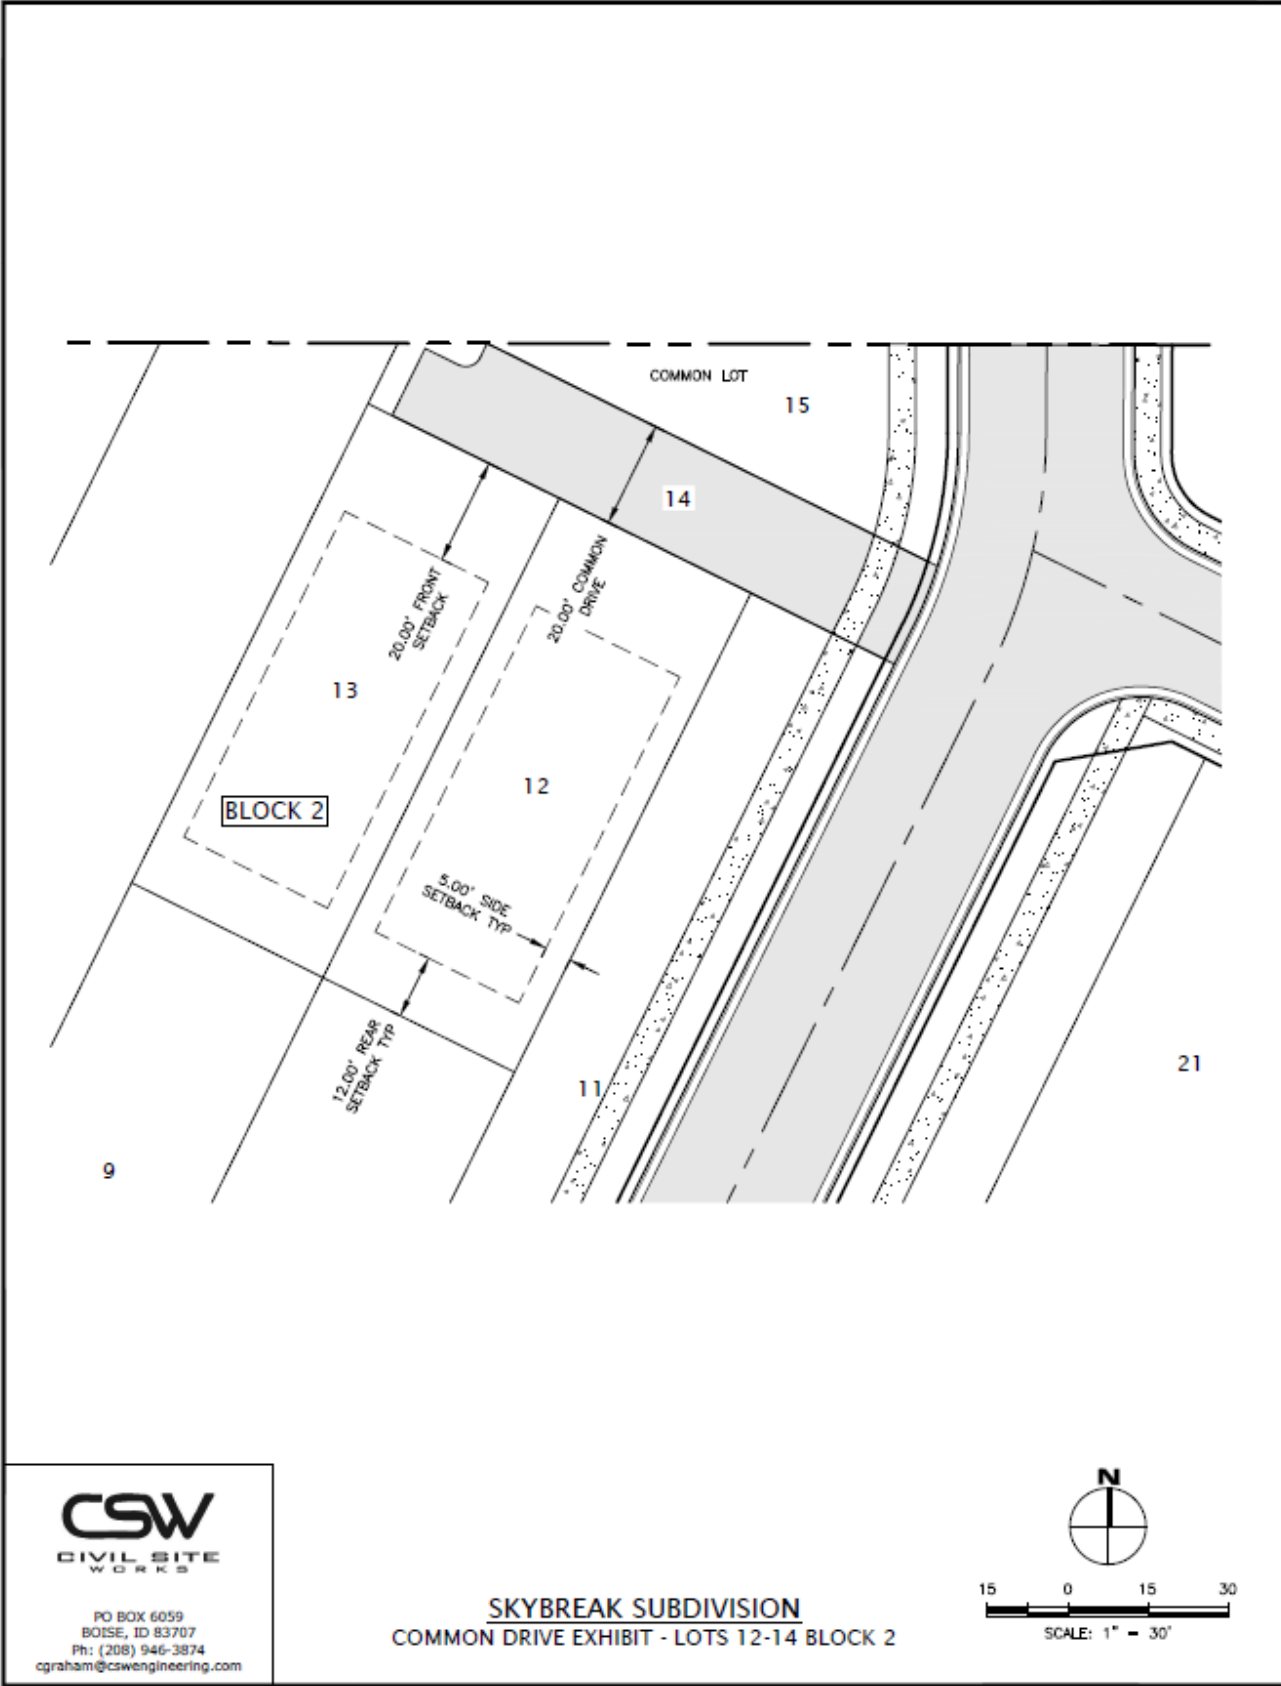 COMMON LOT
15
14
20.00' FRONT
SETBACK
20.00' COMMON
DRIVE
13
12
BLOCK 2
5.00' SIDE
SETBACK TYP
12.00' REAR
SETBACK TYP
11
21
9
CSW
CIVIL SITE
WORKS
PO BOX 6059
BOISE, ID 83707
Ph: (208) 946-3874
cgraham@cswengineering.com
SKYBREAK SUBDIVISION
COMMON DRIVE EXHIBIT - LOTS 12-14 BLOCK 2
N
15 0 15 30
SCALE: 1" = 30'